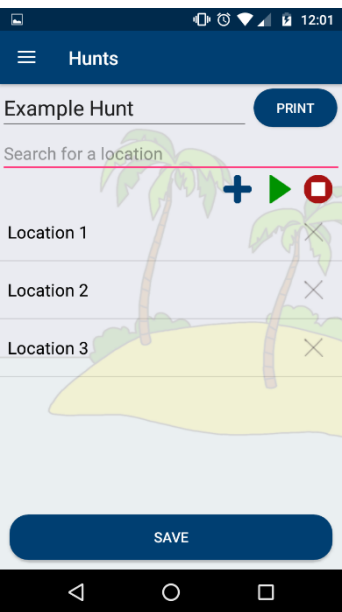 12:01
Hunts
Example Hunt
PRINT
Search for a location
Location 1
Location 2
Location 3
SAVE